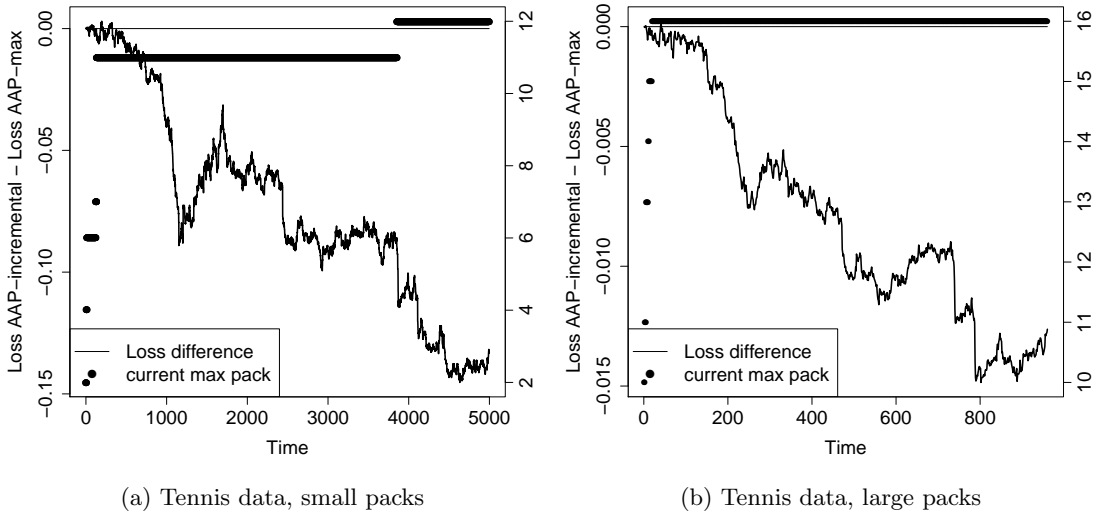 Loss AAP−incremental − Loss AAP−max
0.00
−0.05
−0.10
−0.15
12
10
8
6
4
2
0 1000 2000 3000 4000 5000
Time
Loss difference
current max pack
(a) Tennis data, small packs
Loss AAP−incremental − Loss AAP−max
0.000
−0.005
−0.010
−0.015
16
15
14
13
12
11
10
0 200 400 600 800
Time
Loss difference
current max pack
(b) Tennis data, large packs